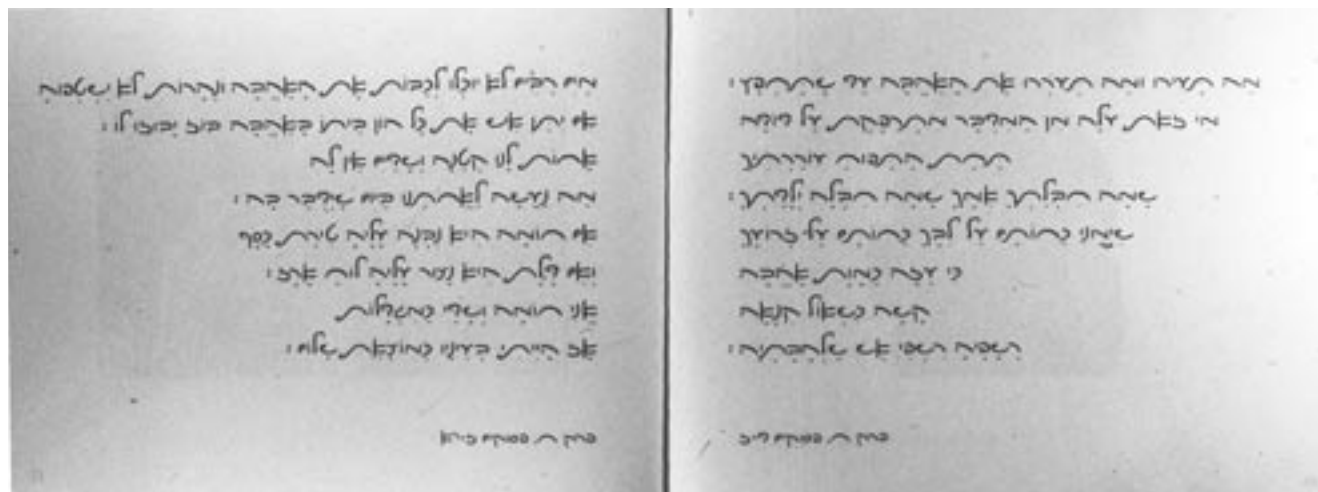 מה תעירו ומה תעררו את האהבה עד שתחפץ:
מי זאת עלה מן המדבר מתרפקת על דודה
תחת התפוח עוררתיך
שמה חבלתך אמך שמה חבלה ילדתך:
שימני כחותם על לבך כחותם על זרועך
כי עזה כמות אהבה
קשה כשאול קנאה
רשפיה רשפי אש שלהבתיה:
פרק ח פסוקים
מים רבים לא יוכלו לכבות את האהבה ונהרות לא ישטפוה
אם יתן איש את כל הון ביתו באהבה בוז יבוזו לו:
אחות לנו קטנה ושדים אין לה
מה נעשה לאחתנו ביום שידבר בה:
אם חומה היא נבנה עליה טירת כסף
ואם דלת היא נצור עליה לוח ארז:
אני חומה ושדי כמגדלות
אז הייתי בעיניו כמוצאת שלום:
פרק ח פסוקים